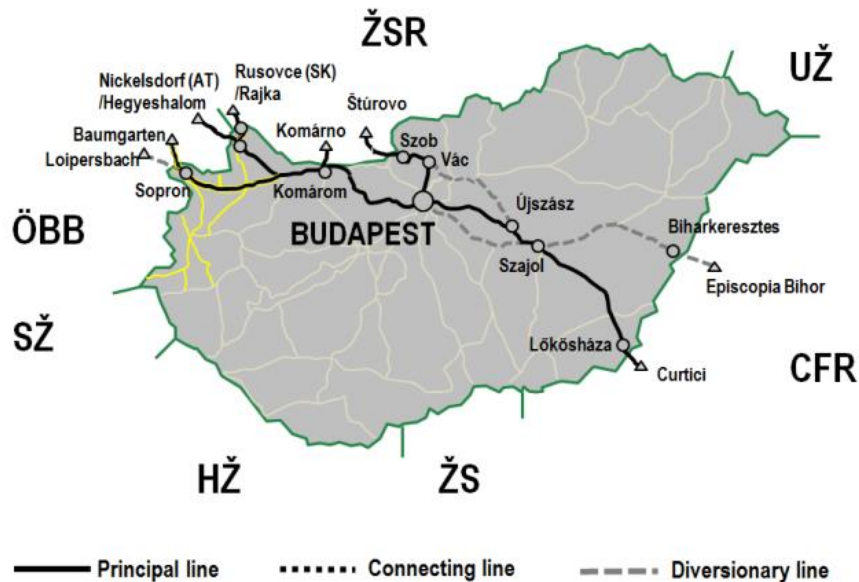 ŽSR
UŽ
Nickelsdorf (AT)
/Hegyeshalom
Rusovce (SK)
/Rajka
Štúrovo
Baumgarten
Komárno
Szob
Loipersbach
Vác
Sopron
Komárom
Újszász
ÖBB
BUDAPEST
Biharkeresztes
Szajol
Episcopia Bihor
SŽ
Lőkösháza
CFR
Curtici
HŽ
ŽS
Principal line
Connecting line
Diversionary line